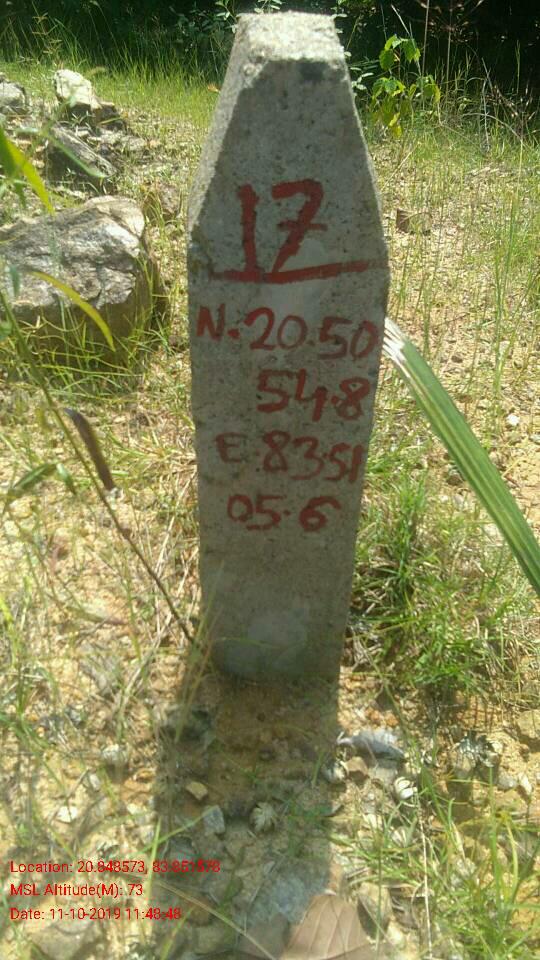 17
N.20.50
54.8
E.83.51
05.6
Location: 20.848573, 83.851578
MSL Altitude(M): 73
Date: 11-10-2019 11:48:48